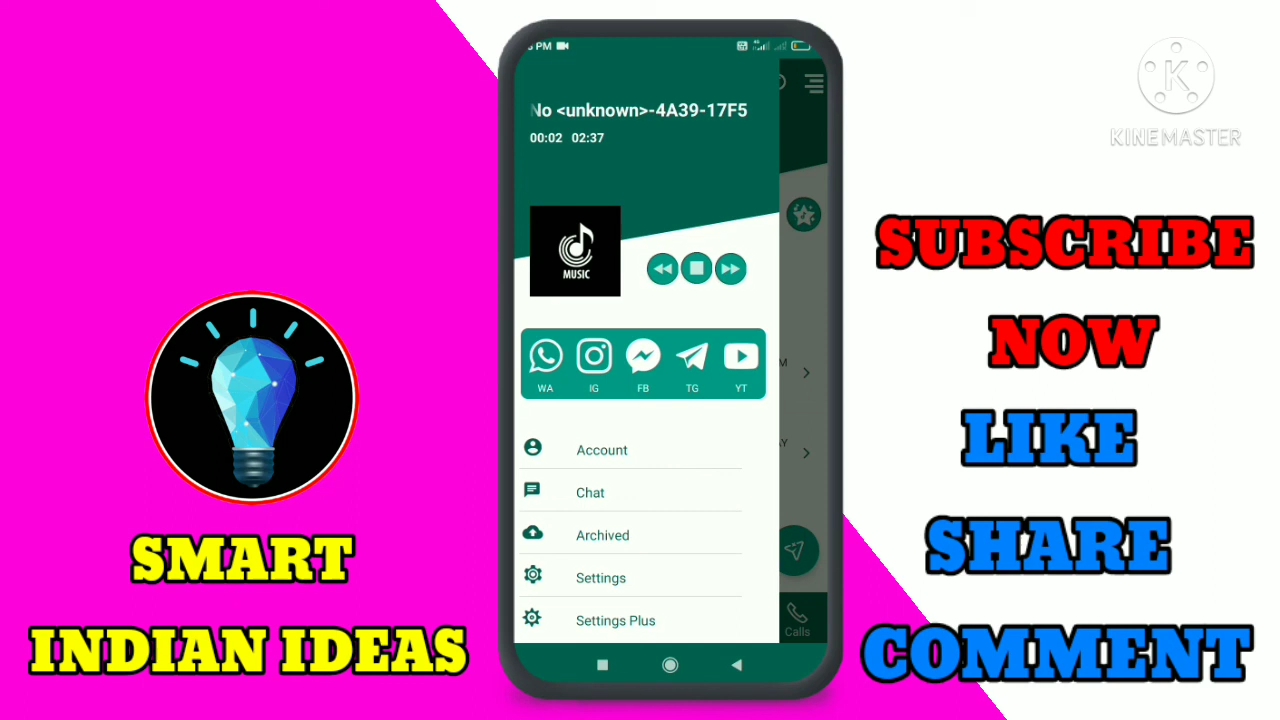 PM
No <unknown>-4A39-17F5
00:02 02:37
MUSIC
WA IG FB TG YT
Account
Chat
Archived
Settings
Settings Plus
Calls
SMART
INDIAN IDEAS
K
KINEMASTER
SUBSCRIBE
NOW
LIKE
SHARE
COMMENT